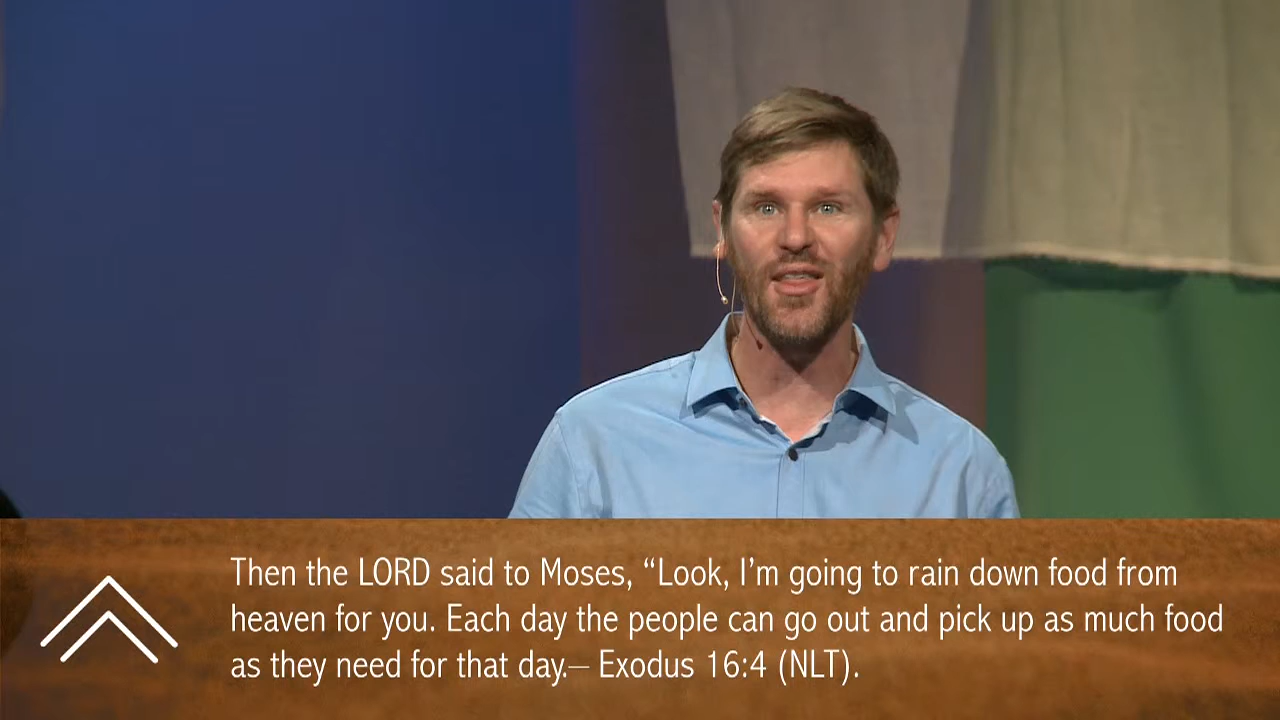 Then the LORD said to Moses, “Look, I’m going to rain down food from
heaven for you. Each day the people can go out and pick up as much food
as they need for that day.– Exodus 16:4 (NLT).